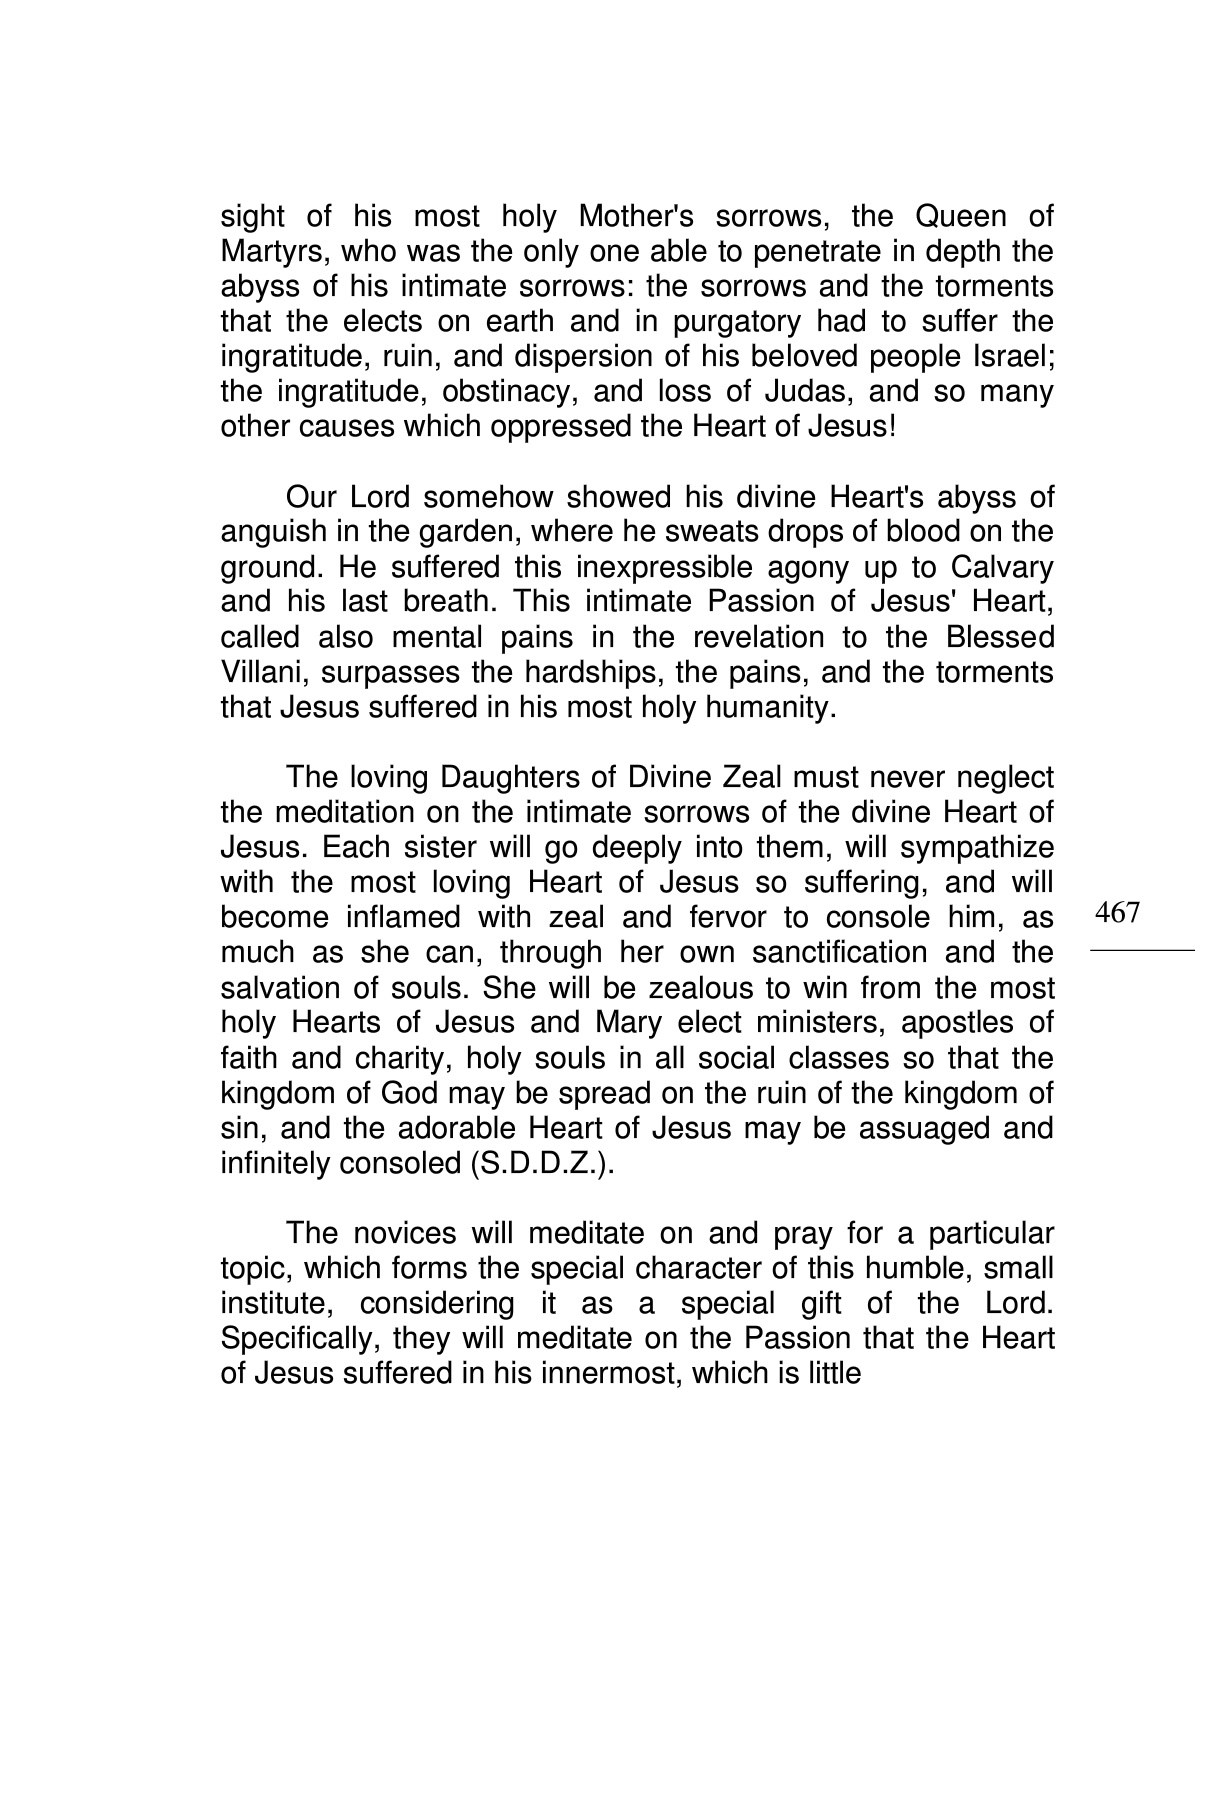 sight of his most holy Mother's sorrows, the Queen of
Martyrs, who was the only one able to penetrate in depth the
abyss of his intimate sorrows: the sorrows and the torments
that the elects on earth and in purgatory had to suffer the
ingratitude, ruin, and dispersion of his beloved people Israel;
the ingratitude, obstinacy, and loss of Judas, and so many
other causes which oppressed the Heart of Jesus!
Our Lord somehow showed his divine Heart's abyss of
anguish in the garden, where he sweats drops of blood on the
ground. He suffered this inexpressible agony up to Calvary
and his last breath. This intimate Passion of Jesus' Heart,
called also mental pains in the revelation to the Blessed
Villani, surpasses the hardships, the pains, and the torments
that Jesus suffered in his most holy humanity.
The loving Daughters of Divine Zeal must never neglect
the meditation on the intimate sorrows of the divine Heart of
Jesus. Each sister will go deeply into them, will sympathize
with the most loving Heart of Jesus so suffering, and will
become inflamed with zeal and fervor to console him, as
much as she can, through her own sanctification and the
salvation of souls. She will be zealous to win from the most
holy Hearts of Jesus and Mary elect ministers, apostles of
faith and charity, holy souls in all social classes so that the
kingdom of God may be spread on the ruin of the kingdom of
sin, and the adorable Heart of Jesus may be assuaged and
infinitely consoled (S.D.D.Z.).
The novices will meditate on and pray for a particular
topic, which forms the special character of this humble, small
institute, considering it as a special gift of the Lord.
Specifically, they will meditate on the Passion that the Heart
of Jesus suffered in his innermost, which is little
467